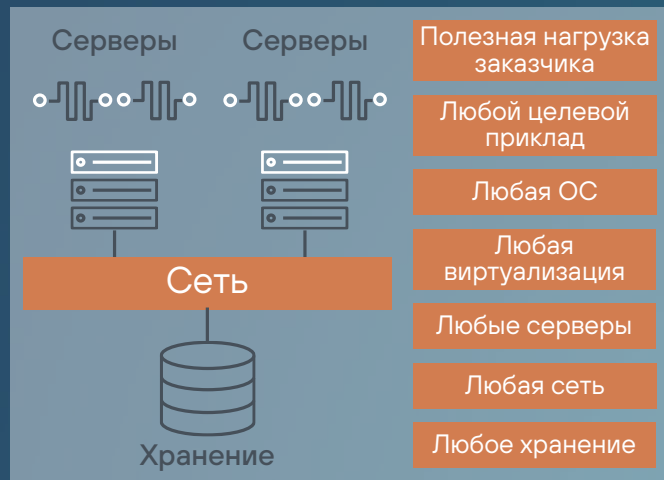 Серверы
Серверы
Сеть
Хранение
Полезная нагрузка
заказчика
Любой целевой
приклад
Любая ОС
Любая
виртуализация
Любые серверы
Любая сеть
Любое хранение